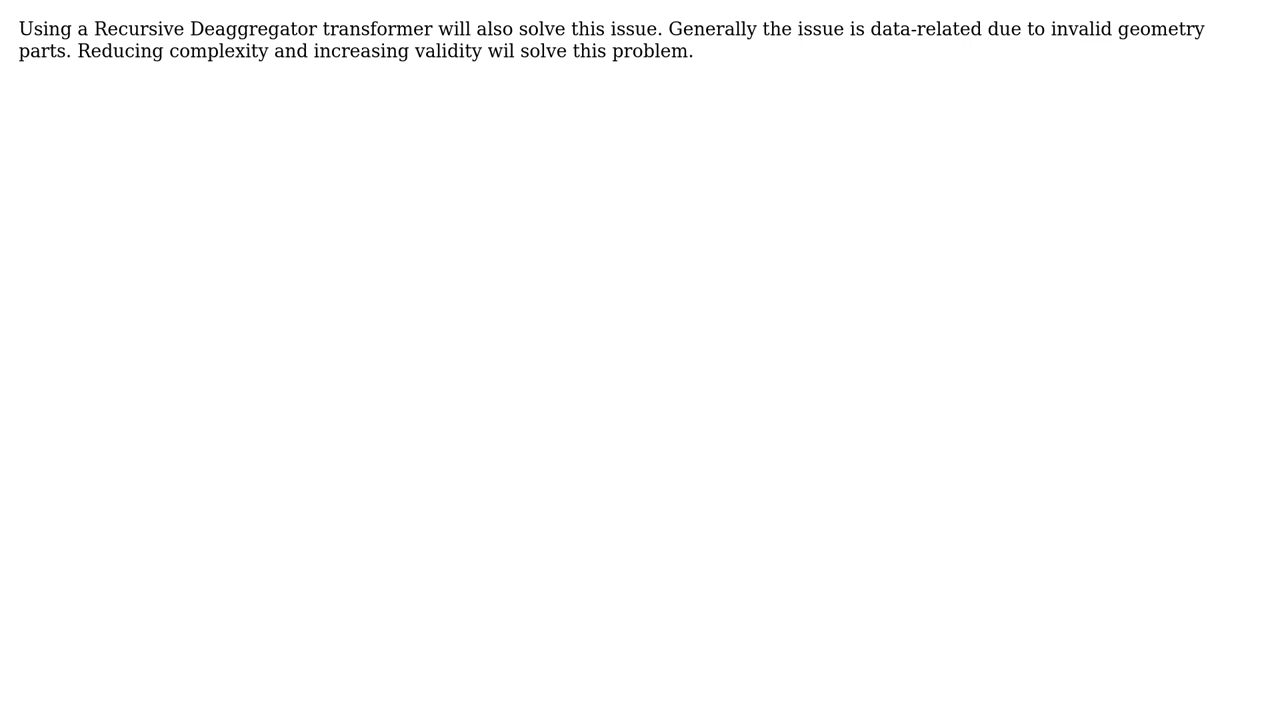 Using a Recursive Deaggregator transformer will also solve this issue. Generally the issue is data-related due to invalid geometry
parts. Reducing complexity and increasing validity wil solve this problem.